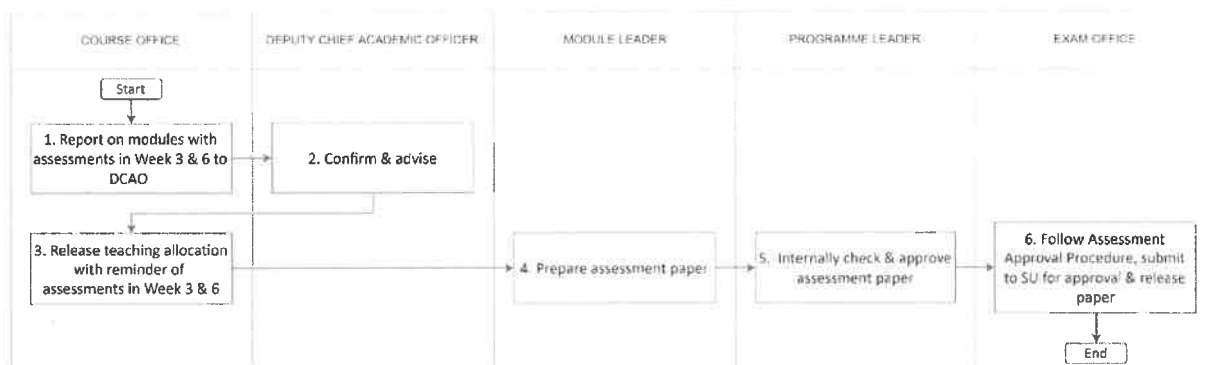 COURSE OFFICE
DEPUTY CHIEF ACADEMIC OFFICER
MODULE LEADER
PROGRAMME LEADER
EXAM OFFICE
Start
1. Report on modules with
assessments in Week 3 & 6 to
DCAO
2. Confirm & advise
3. Release teaching allocation
with reminder of
assessments in Week 3 & 6
4. Prepare assessment paper
5. Internally check & approve
assessment paper
6. Follow Assessment
Approval Procedure, submit
to SU for approval & release
paper
End